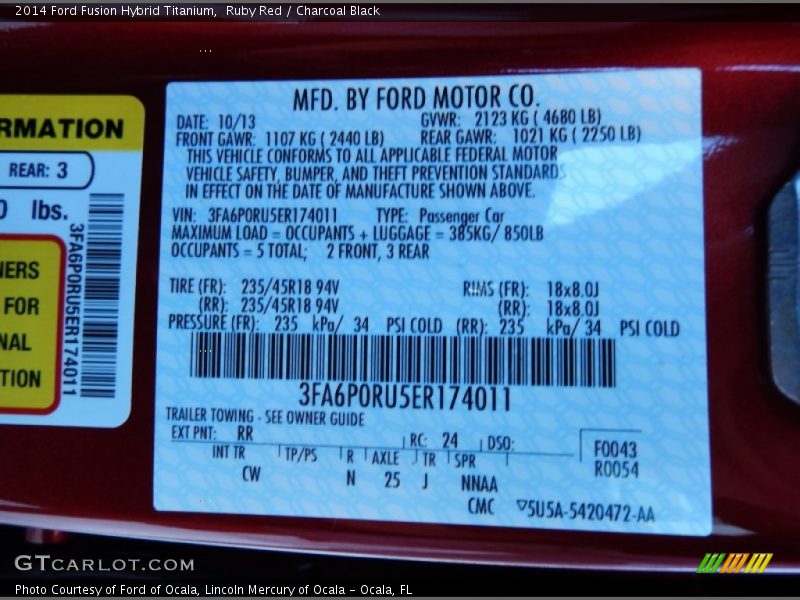 2014 Ford Fusion Hybrid Titanium, Ruby Red / Charcoal Black
RMATION
REAR: 3
0 lbs.
NERS
FOR
NAL
TION
3FA6P0RU5ER174011
MFD. BY FORD MOTOR CO.
DATE: 10/13 GVWR: 2123 KG ( 4680 LB)
FRONT GAWR: 1107 KG ( 2440 LB) REAR GAWR: 1021 KG ( 2250 LB)
THIS VEHICLE CONFORMS TO ALL APPLICABLE FEDERAL MOTOR
VEHICLE SAFETY, BUMPER, AND THEFT PREVENTION STANDARDS
IN EFFECT ON THE DATE OF MANUFACTURE SHOWN ABOVE.
VIN: 3FA6P0RU5ER174011 TYPE: Passenger Car
MAXIMUM LOAD = OCCUPANTS + LUGGAGE = 385KG/ 850LB
OCCUPANTS = 5 TOTAL; 2 FRONT, 3 REAR
TIRE (FR): 235/45R18 94V RIMS (FR): 18x8.0J
(RR): 235/45R18 94V (RR): 18x8.0J
PRESSURE (FR): 235 kPa/ 34 PSI COLD (RR): 235 kPa/ 34 PSI COLD
3FA6P0RU5ER174011
TRAILER TOWING - SEE OWNER GUIDE
EXT PNT: RR RC: 24 DSO: F0043
INT TR TP/PS R AXLE TR SPR R0054
CW N 25 J NNAA
CMC ▽5U5A-5420472-AA
GTCARLOT.COM
Photo Courtesy of Ford of Ocala, Lincoln Mercury of Ocala - Ocala, FL